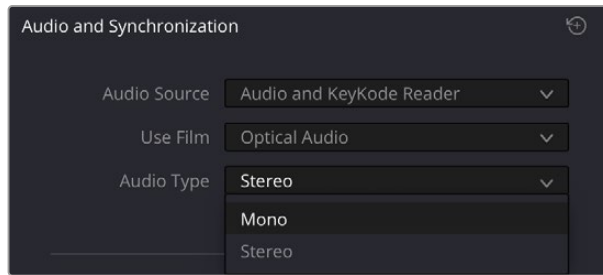 Audio and Synchronization
Audio Source Audio and KeyKode Reader
Use Film Optical Audio
Audio Type Stereo
Mono
Stereo